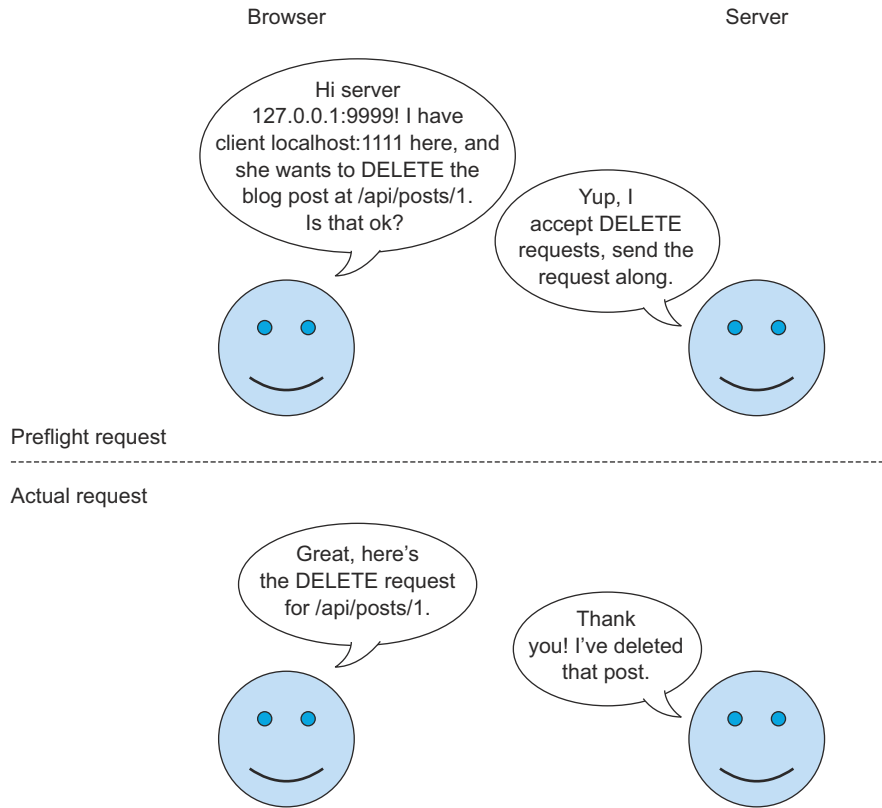 Browser
Server
Hi server
127.0.0.1:9999! I have
client localhost:1111 here, and
she wants to DELETE the
blog post at /api/posts/1.
Is that ok?
Yup, I
accept DELETE
requests, send the
request along.
Preflight request
Actual request
Great, here’s
the DELETE request
for /api/posts/1.
Thank
you! I’ve deleted
that post.